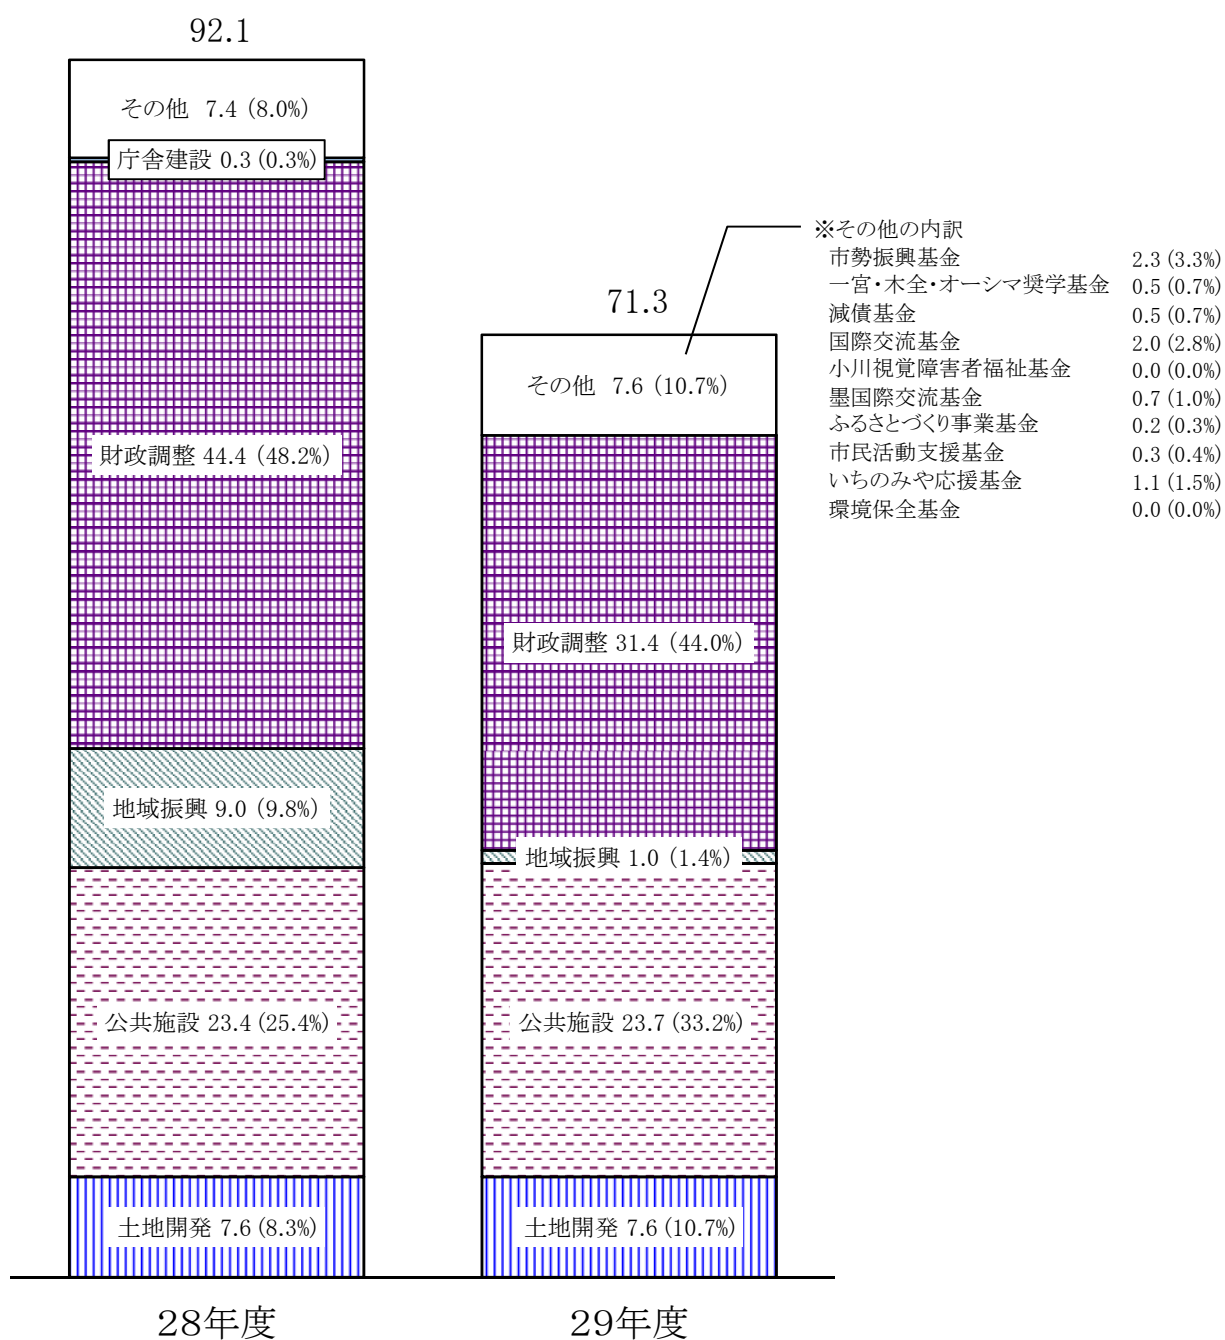 92.1
その他 7.4 (8.0%)
庁舎建設 0.3 (0.3%)
財政調整 44.4 (48.2%)
地域振興 9.0 (9.8%)
公共施設 23.4 (25.4%)
土地開発 7.6 (8.3%)
28年度
71.3
その他 7.6 (10.7%)
財政調整 31.4 (44.0%)
地域振興 1.0 (1.4%)
公共施設 23.7 (33.2%)
土地開発 7.6 (10.7%)
29年度
※その他の内訳
市勢振興基金 2.3 (3.3%)
一宮・木全・オーシマ奨学基金 0.5 (0.7%)
減債基金 0.5 (0.7%)
国際交流基金 2.0 (2.8%)
小川視覚障害者福祉基金 0.0 (0.0%)
墨国際交流基金 0.7 (1.0%)
ふるさとづくり事業基金 0.2 (0.3%)
市民活動支援基金 0.3 (0.4%)
いちのみや応援基金 1.1 (1.5%)
環境保全基金 0.0 (0.0%)